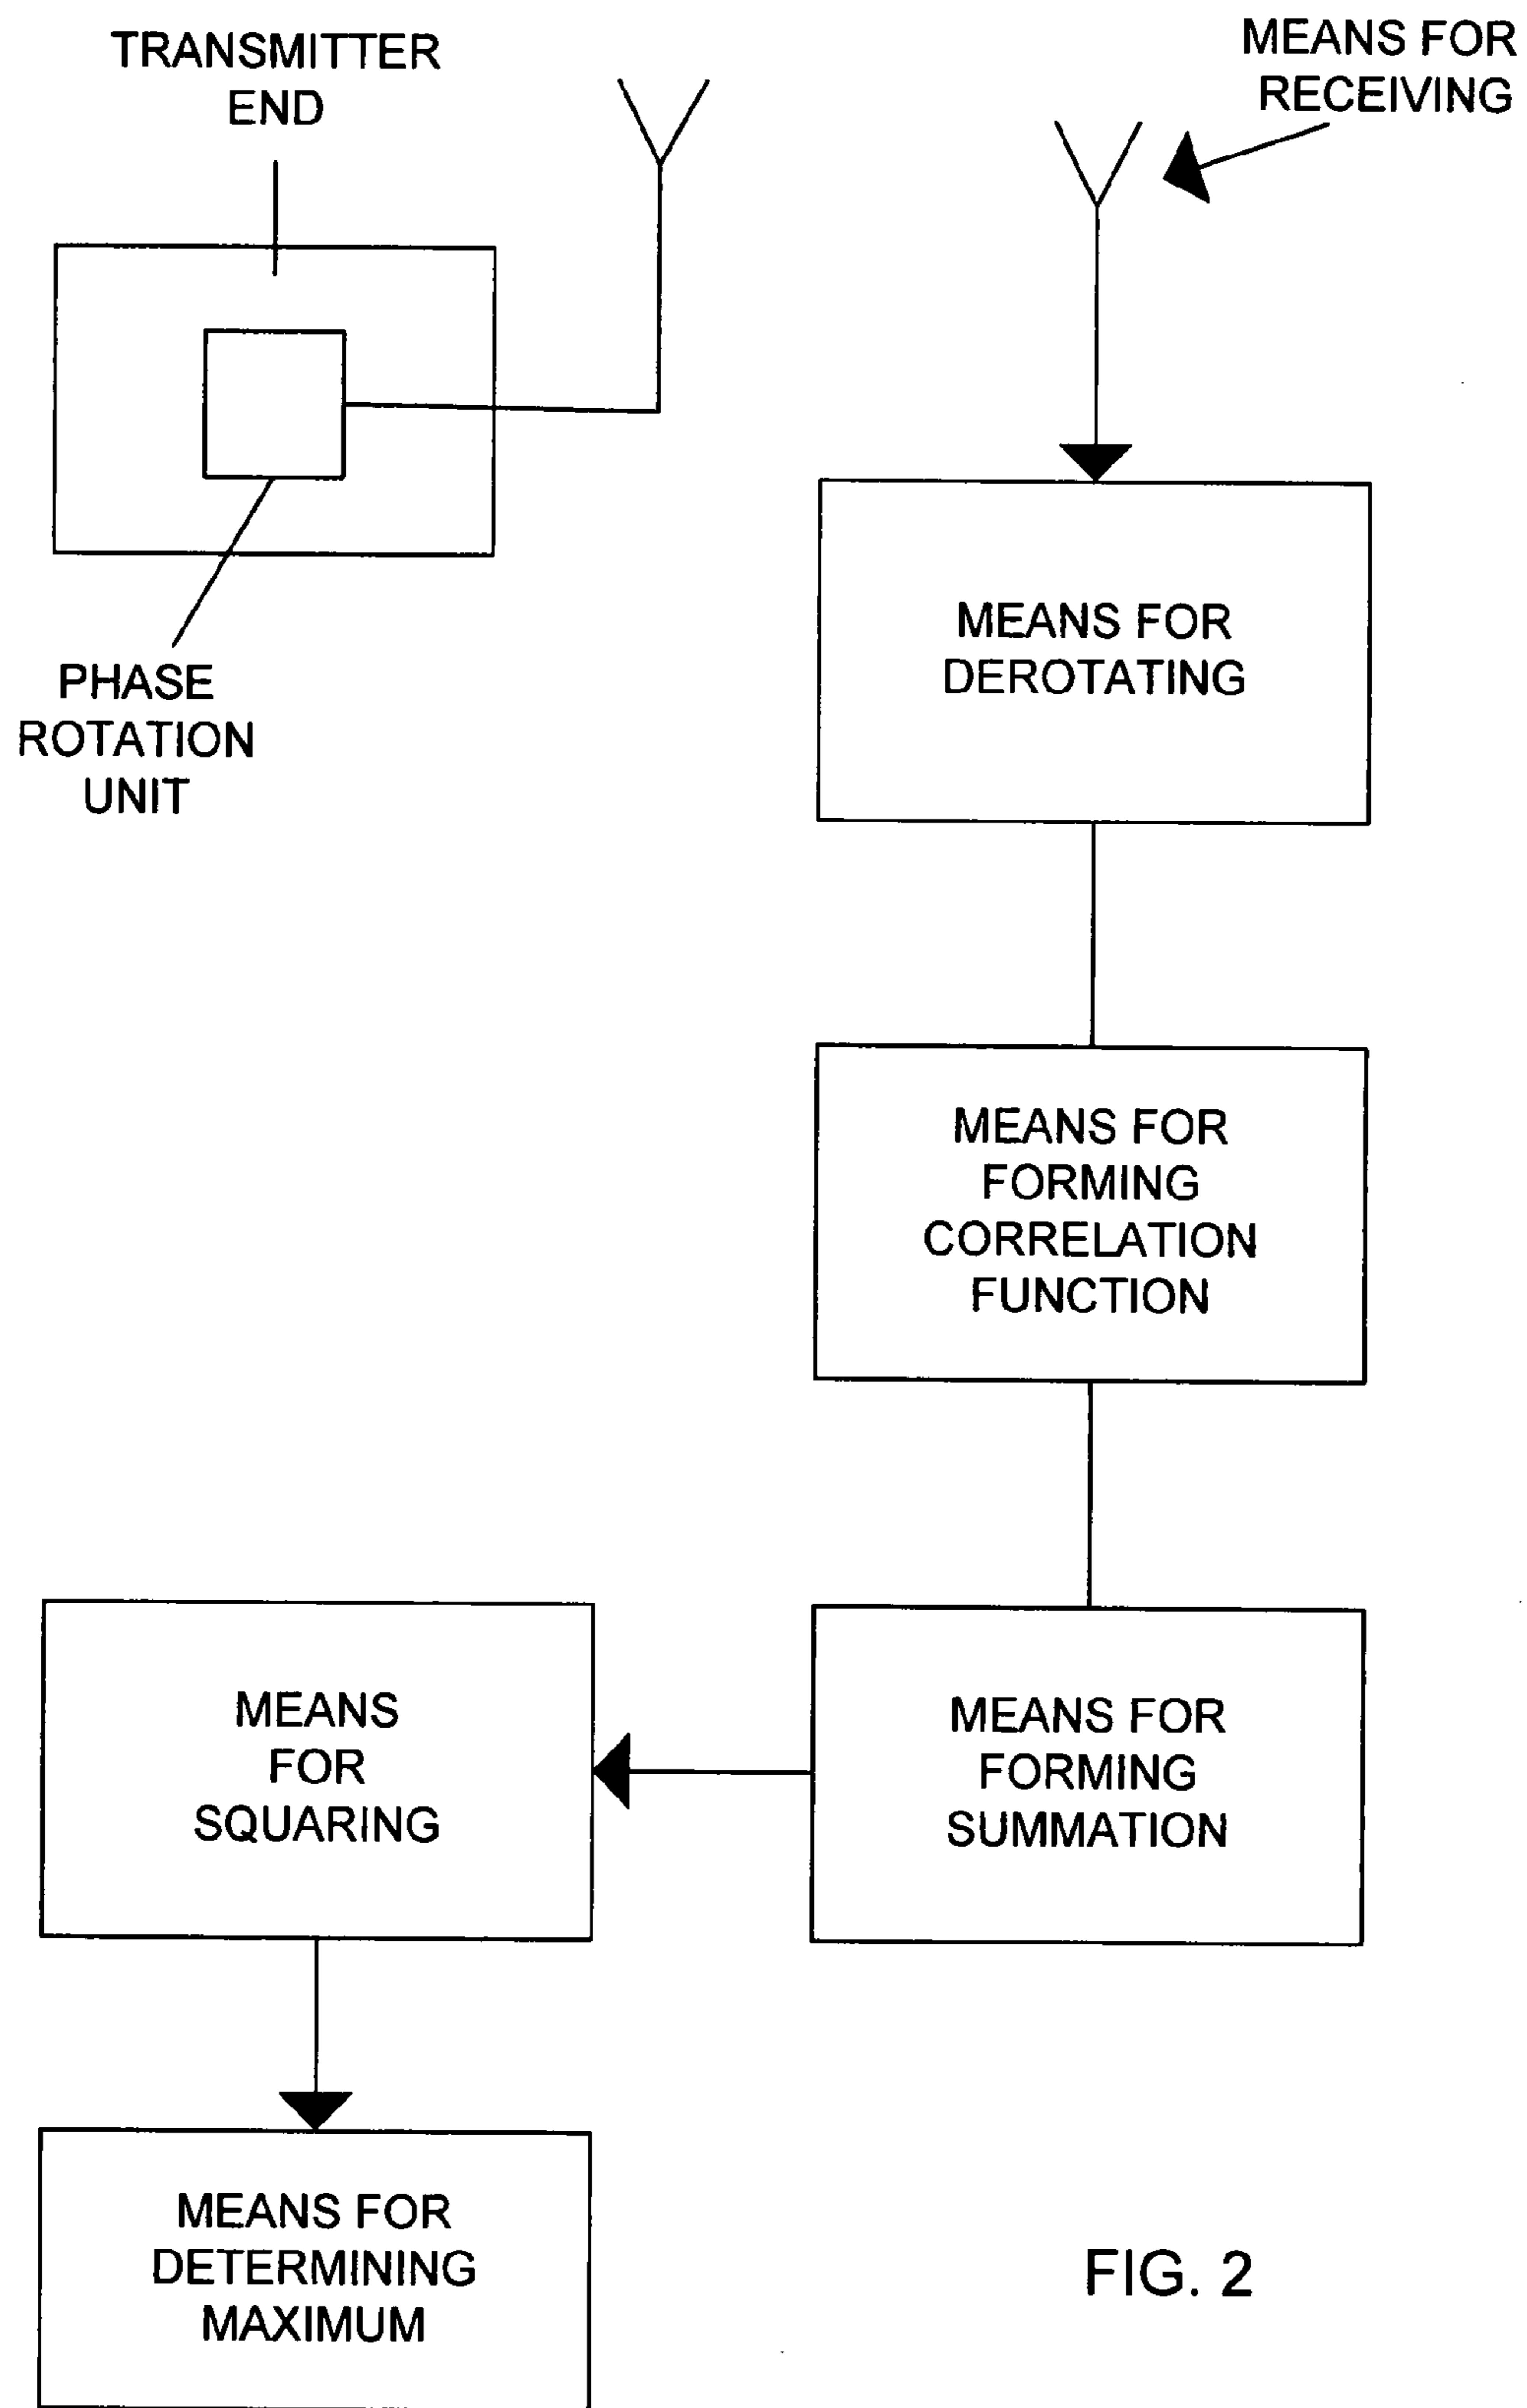 TRANSMITTER
END
MEANS FOR
RECEIVING
PHASE
ROTATION
UNIT
MEANS FOR
DEROTATING
MEANS FOR
FORMING
CORRELATION
FUNCTION
MEANS FOR
FORMING
SUMMATION
MEANS
FOR
SQUARING
MEANS FOR
DETERMINING
MAXIMUM
FIG. 2